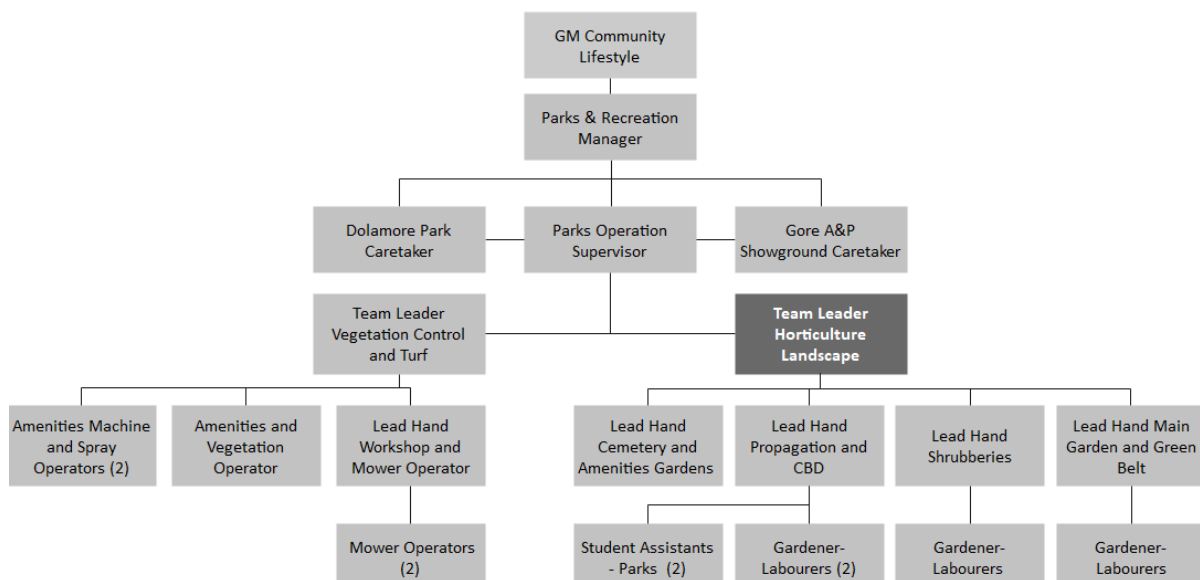 GM Community
Lifestyle
Parks & Recreation
Manager
Dolamore Park
Caretaker
Parks Operation
Supervisor
Gore A&P
Showground Caretaker
Team Leader
Vegetation Control
and Turf
Team Leader
Horticulture
Landscape
Amenities Machine
and Spray
Operators (2)
Amenities and
Vegetation
Operator
Lead Hand
Workshop and
Mower Operator
Lead Hand
Cemetery and
Amenities Gardens
Lead Hand
Propagation and
CBD
Lead Hand
Shrubberies
Lead Hand Main
Garden and Green
Belt
Mower Operators
(2)
Student Assistants
- Parks  (2)
Gardener-
Labourers (2)
Gardener-
Labourers
Gardener-
Labourers